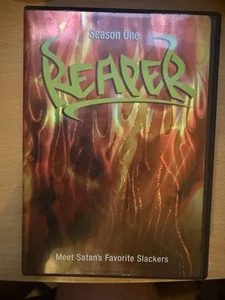 Season One
REAPER
Meet Satan's Favorite Slackers